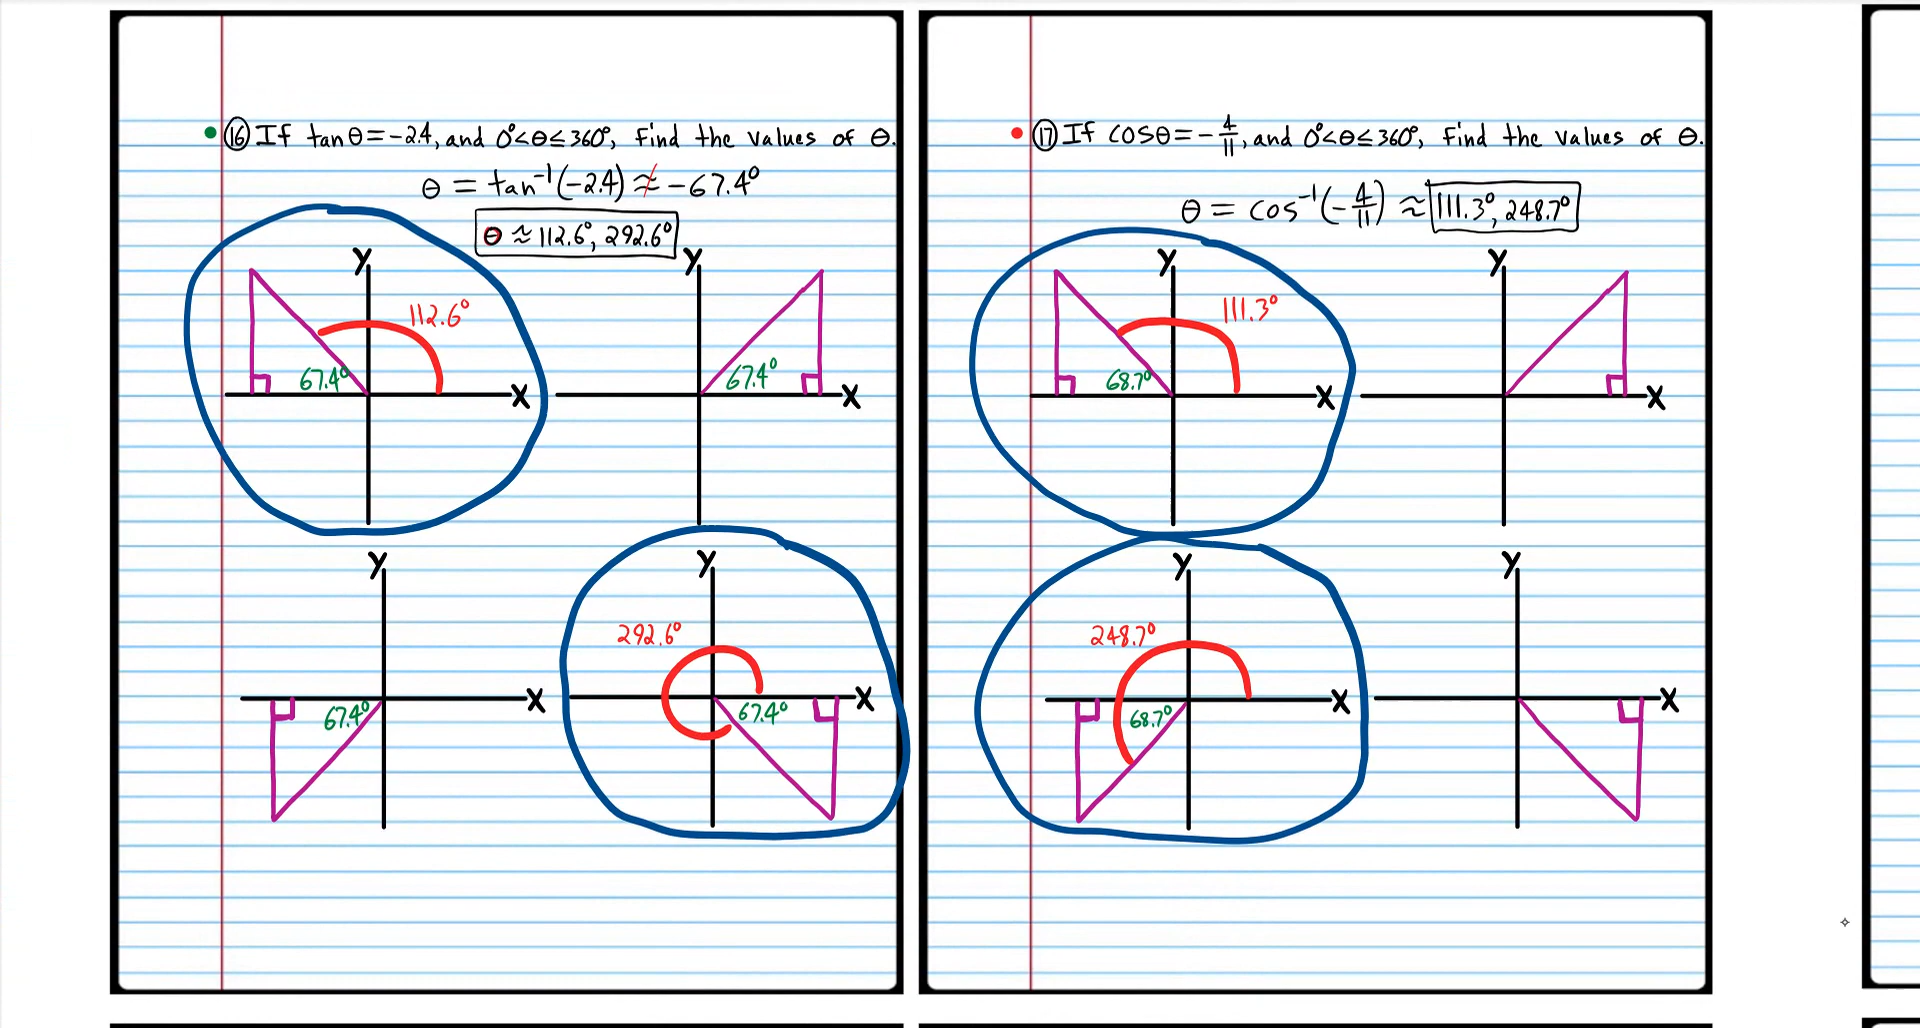 ⑯ If tanθ=-2.4, and 0°<θ≤360°, Find the values of θ.
θ = tan⁻¹(-2.4) ≉ -67.4°
θ ≈ 112.6°, 292.6°
y
112.6°
67.4°
x
y
67.4°
x
y
67.4°
x
y
292.6°
67.4°
x
⑰ If cosθ=-4/11, and 0°<θ≤360°, Find the values of θ.
θ = cos⁻¹(-4/11) ≈ 111.3°, 248.7°
y
111.3°
68.7°
x
y
x
y
248.7°
68.7°
x
y
x